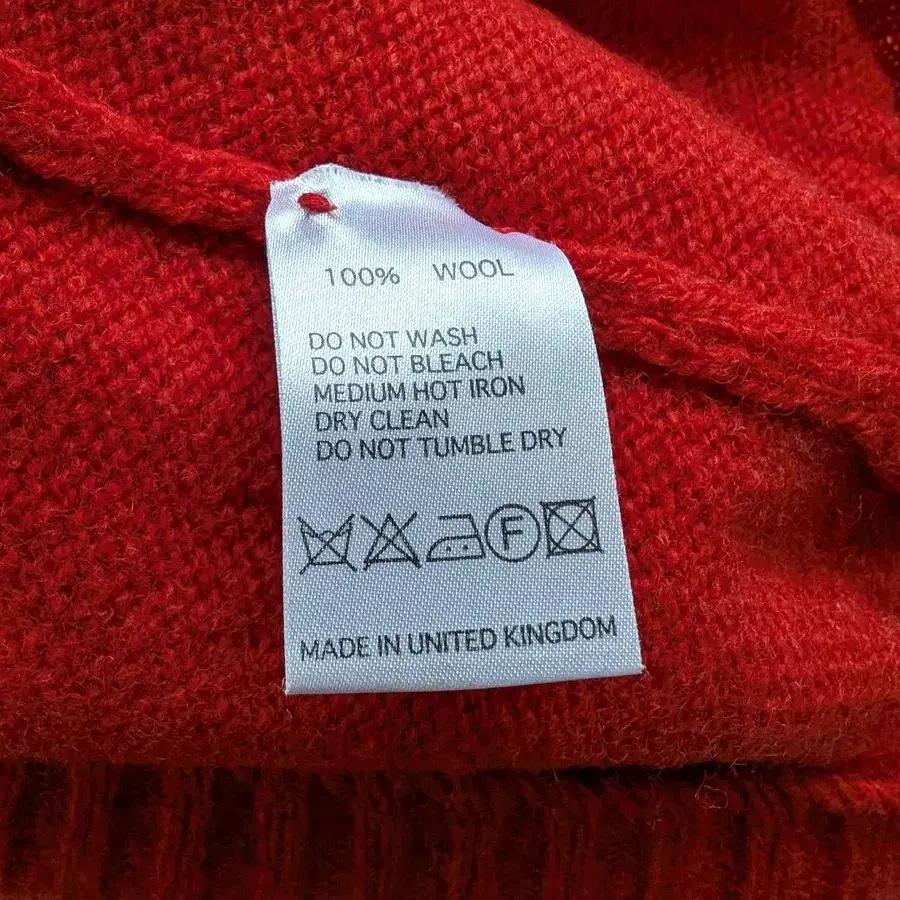 100% WOOL
DO NOT WASH
DO NOT BLEACH
MEDIUM HOT IRON
DRY CLEAN
DO NOT TUMBLE DRY
F
MADE IN UNITED KINGDOM